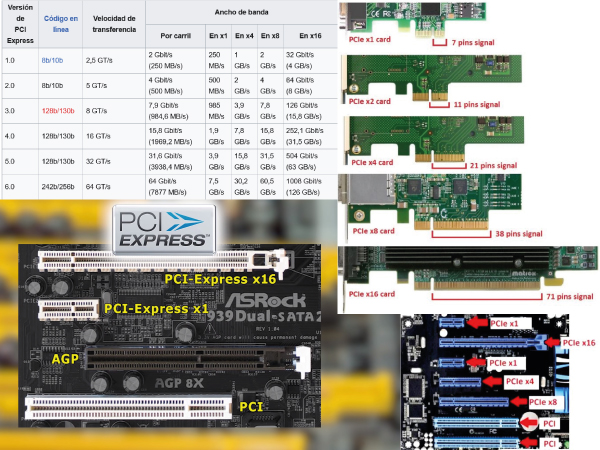 Versión de PCI Express
Código en línea
Velocidad de transferencia
Ancho de banda
Por carril
En x1
En x4
En x8
En x16
1.0
8b/10b
2,5 GT/s
2 Gbit/s (250 MB/s)
250 MB/s
1 GB/s
2 GB/s
32 Gbit/s (4 GB/s)
2.0
8b/10b
5 GT/s
4 Gbit/s (500 MB/s)
500 MB/s
2 GB/s
4 GB/s
64 Gbit/s (8 GB/s)
3.0
128b/130b
8 GT/s
7,9 Gbit/s (984,6 MB/s)
985 MB/s
3,9 GB/s
7,8 GB/s
126 Gbit/s (15,8 GB/s)
4.0
128b/130b
16 GT/s
15,8 Gbit/s (1969,2 MB/s)
1,9 GB/s
7,8 GB/s
15,8 GB/s
252,1 Gbit/s (31,5 GB/s)
5.0
128b/130b
32 GT/s
31,6 Gbit/s (3938,4 MB/s)
3,9 GB/s
15,8 GB/s
31,5 GB/s
504 Gbit/s (63 GB/s)
6.0
242b/256b
64 GT/s
64 Gbit/s (7877 MB/s)
7,5 GB/s
30,2 GB/s
60,5 GB/s
1008 Gbit/s (126 GB/s)
PCIe x1 card
7 pins signal
PCIe x2 card
11 pins signal
PCIe x4 card
21 pins signal
PCIe x8 card
38 pins signal
matrox
PCIe x16 card
71 pins signal
PCI
EXPRESS™
PCI-Express x16
PCI-Express x1
ASRock
939Dual-SATA2
REV 1.04
AGP
AGP 8X
PCI
PCIe x1
PCIe x16
PCIe x1
PCIe x4
PCIe x8
PCI
PCI